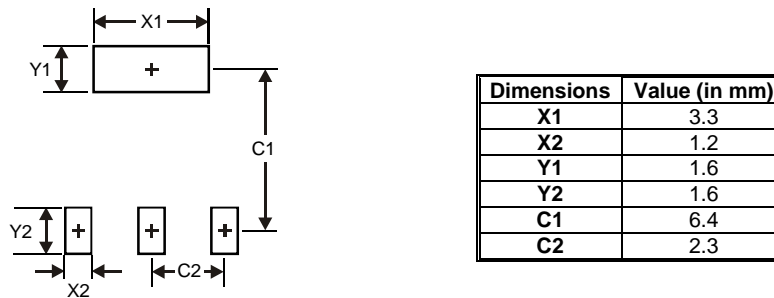 X1
Y1
C1
Y2
C2
X2
Dimensions Value (in mm)
X1 3.3
X2 1.2
Y1 1.6
Y2 1.6
C1 6.4
C2 2.3